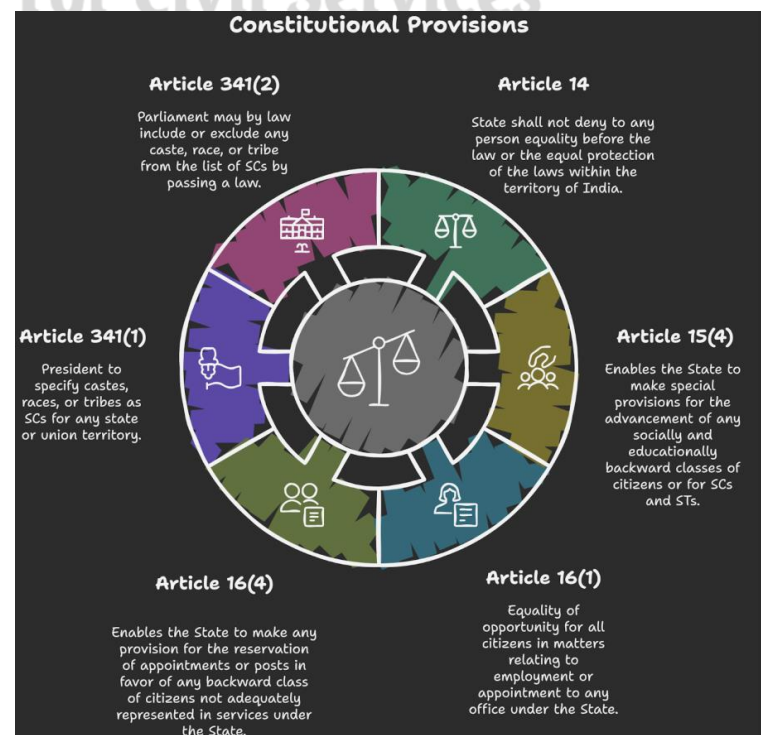 for Civil Services
Constitutional Provisions
Article 341(2)
Parliament may by law
include or exclude any
caste, race, or tribe
from the list of SCs by
passing a law.
Article 14
State shall not deny to any
person equality before the
law or the equal protection
of the laws within the
territory of India.
Article 341(1)
President to
specify castes,
races, or tribes as
SCs for any state
or union territory.
Article 15(4)
Enables the State to
make special
provisions for the
advancement of any
socially and
educationally
backward classes of
citizens or for SCs
and STs.
Article 16(4)
Enables the State to make any
provision for the reservation
of appointments or posts in
favor of any backward class
of citizens not adequately
represented in services under
the State.
Article 16(1)
Equality of
opportunity for all
citizens in matters
relating to
employment or
appointment to any
office under the State.